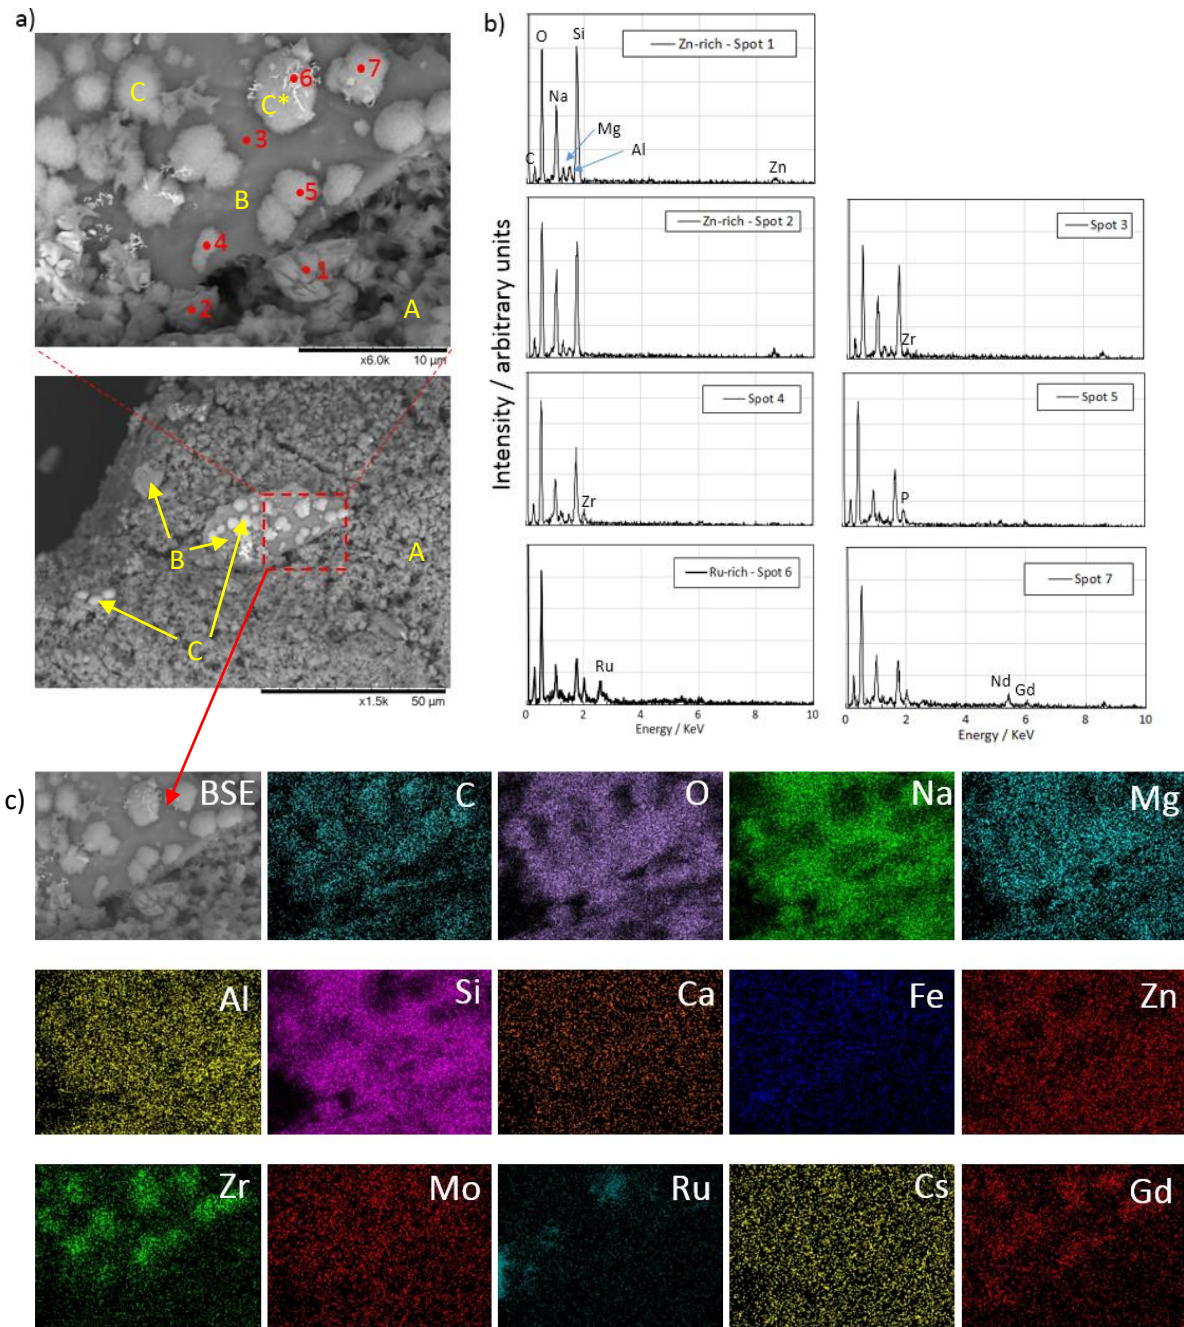 a)
C
6
7
C*
3
B
5
4
1
2
A
x6.0k 10 µm
B
A
C
x1.5k 50 µm
b)
Intensity / arbitrary units
Zn-rich - Spot 1
O
Si
Na
Mg
Al
C
Zn
Zn-rich - Spot 2
Spot 3
Zr
Spot 4
Zr
Spot 5
P
Ru-rich - Spot 6
Ru
0 2 4 6 8 10
Energy / KeV
Spot 7
Nd
Gd
0 2 4 6 8 10
Energy / KeV
c)
BSE
C
O
Na
Mg
Al
Si
Ca
Fe
Zn
Zr
Mo
Ru
Cs
Gd